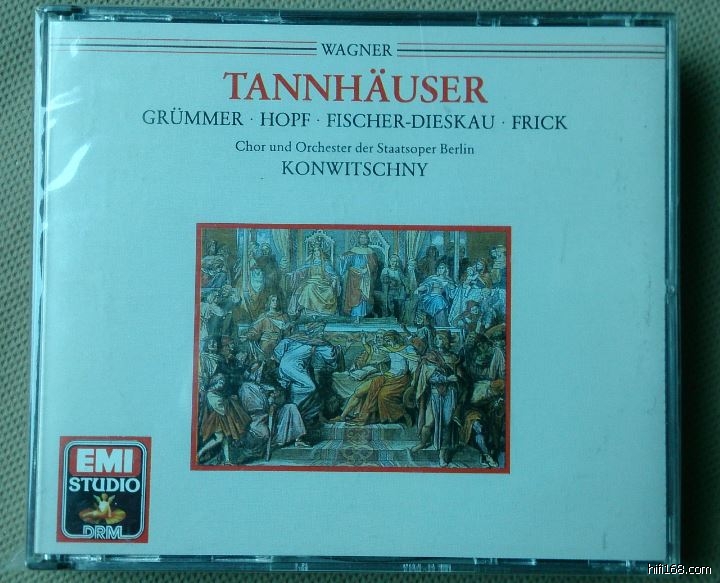 WAGNER
TANNHÄUSER
GRÜMMER · HOPF · FISCHER-DIESKAU · FRICK
Chor und Orchester der Staatsoper Berlin
KONWITSCHNY
EMI
STUDIO
DRM
hifi168.com